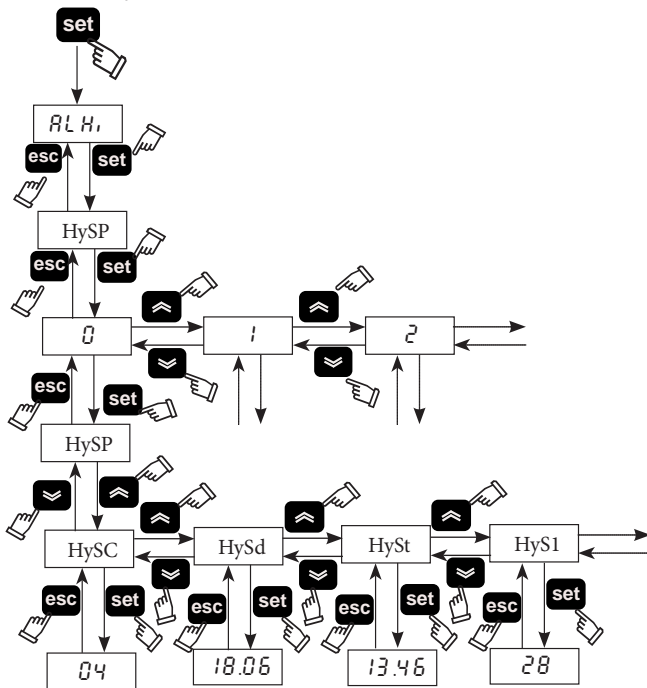 set
ALHi
esc set
HySP
esc set
0 1 2
esc set
HySP
HySC HySd HySt HyS1
esc set esc set esc set esc set
04 18.06 13.46 28